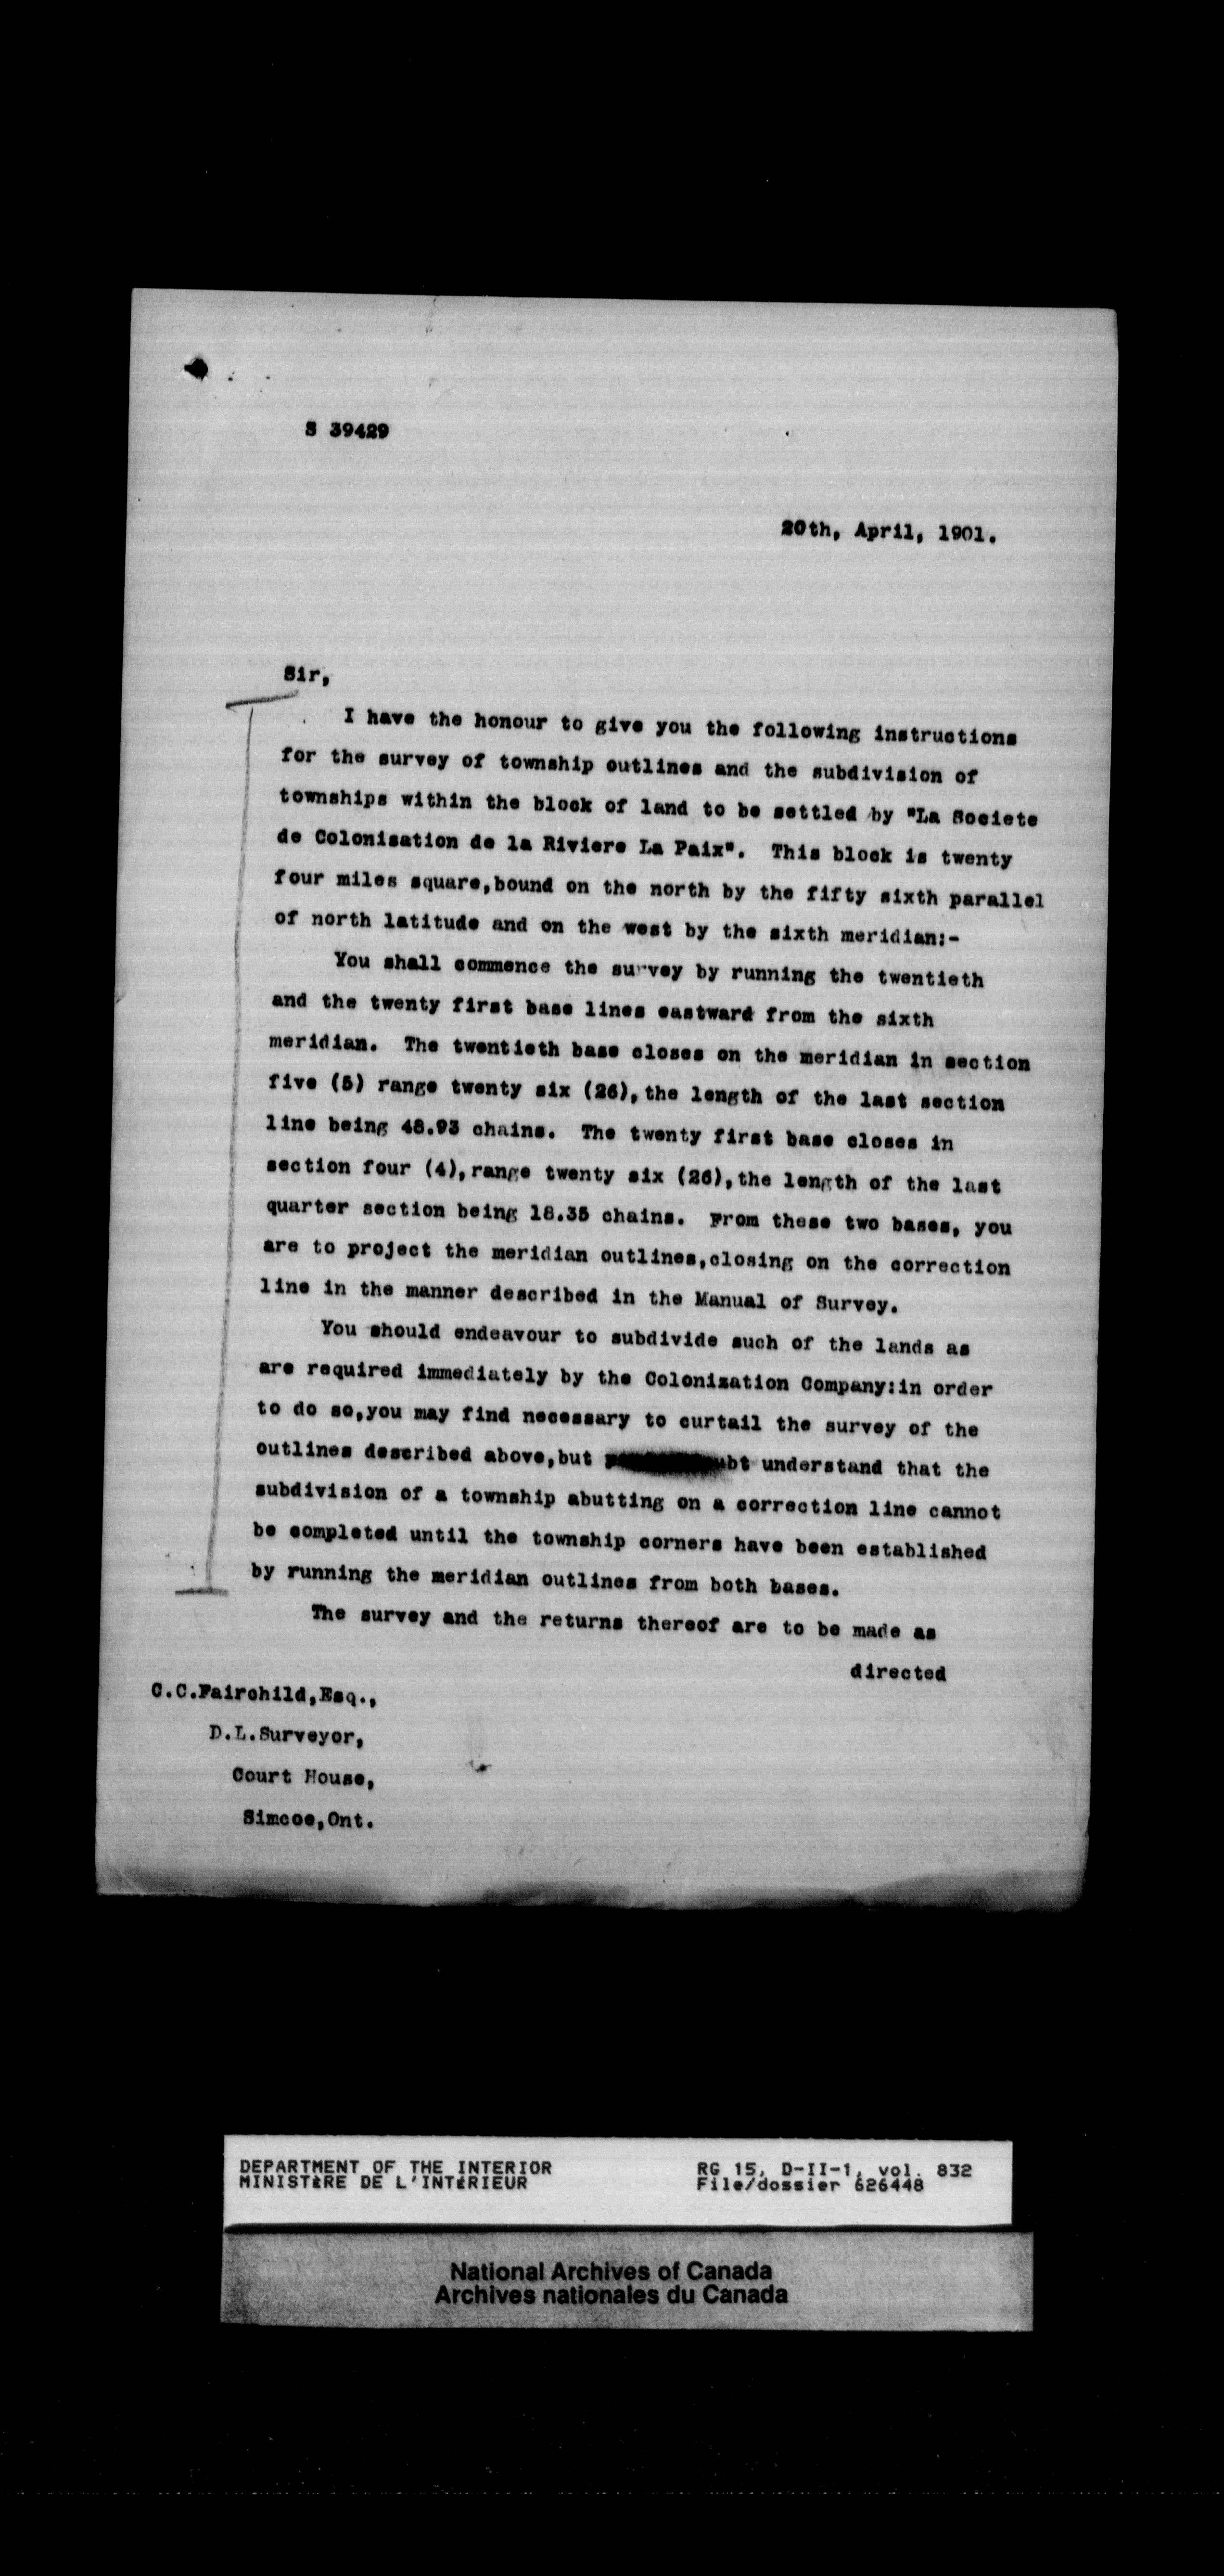 S 39429
20th, April, 1901.
Sir,
I have the honour to give you the following instructions
for the survey of township outlines and the subdivision of
townships within the block of land to be settled by "La Societe
de Colonisation de la Riviere La Paix". This block is twenty
four miles square,bound on the north by the fifty sixth parallel
of north latitude and on the west by the sixth meridian:-
You shall commence the survey by running the twentieth
and the twenty first base lines eastward from the sixth
meridian. The twentieth base closes on the meridian in section
five (5) range twenty six (26),the length of the last section
line being 48.93 chains. The twenty first base closes in
section four (4),range twenty six (26),the length of the last
quarter section being 18.35 chains. From these two bases, you
are to project the meridian outlines,closing on the correction
line in the manner described in the Manual of Survey.
You should endeavour to subdivide such of the lands as
are required immediately by the Colonization Company:in order
to do so,you may find necessary to curtail the survey of the
outlines described above,but understand that the
subdivision of a township abutting on a correction line cannot
be completed until the township corners have been established
by running the meridian outlines from both bases.
The survey and the returns thereof are to be made as
directed
C.C.Fairchild,Esq.,
D.L.Surveyor,
Court House,
Simcoe,Ont.
DEPARTMENT OF THE INTERIOR
MINISTÈRE DE L'INTÉRIEUR
RG 15, D-II-1, vol. 832
File/dossier 626448
National Archives of Canada
Archives nationales du Canada